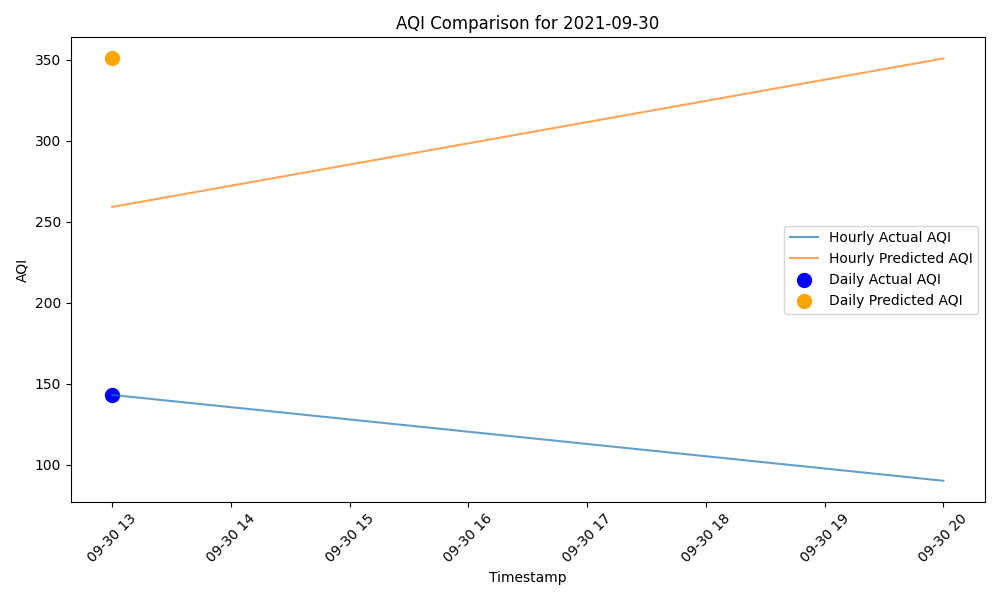 AQI Comparison for 2021-09-30
AQI
350
300
250
200
150
100
Hourly Actual AQI
Hourly Predicted AQI
Daily Actual AQI
Daily Predicted AQI
09-30 13
09-30 14
09-30 15
09-30 16
09-30 17
09-30 18
09-30 19
09-30 20
Timestamp